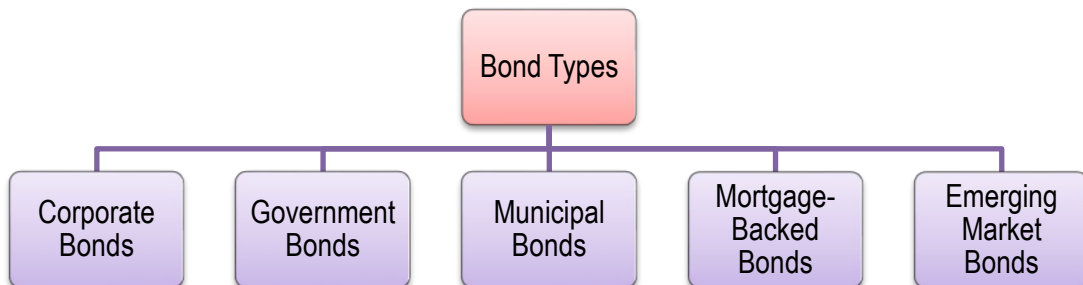 Bond Types
Corporate
Bonds
Government
Bonds
Municipal
Bonds
Mortgage-
Backed
Bonds
Emerging
Market
Bonds